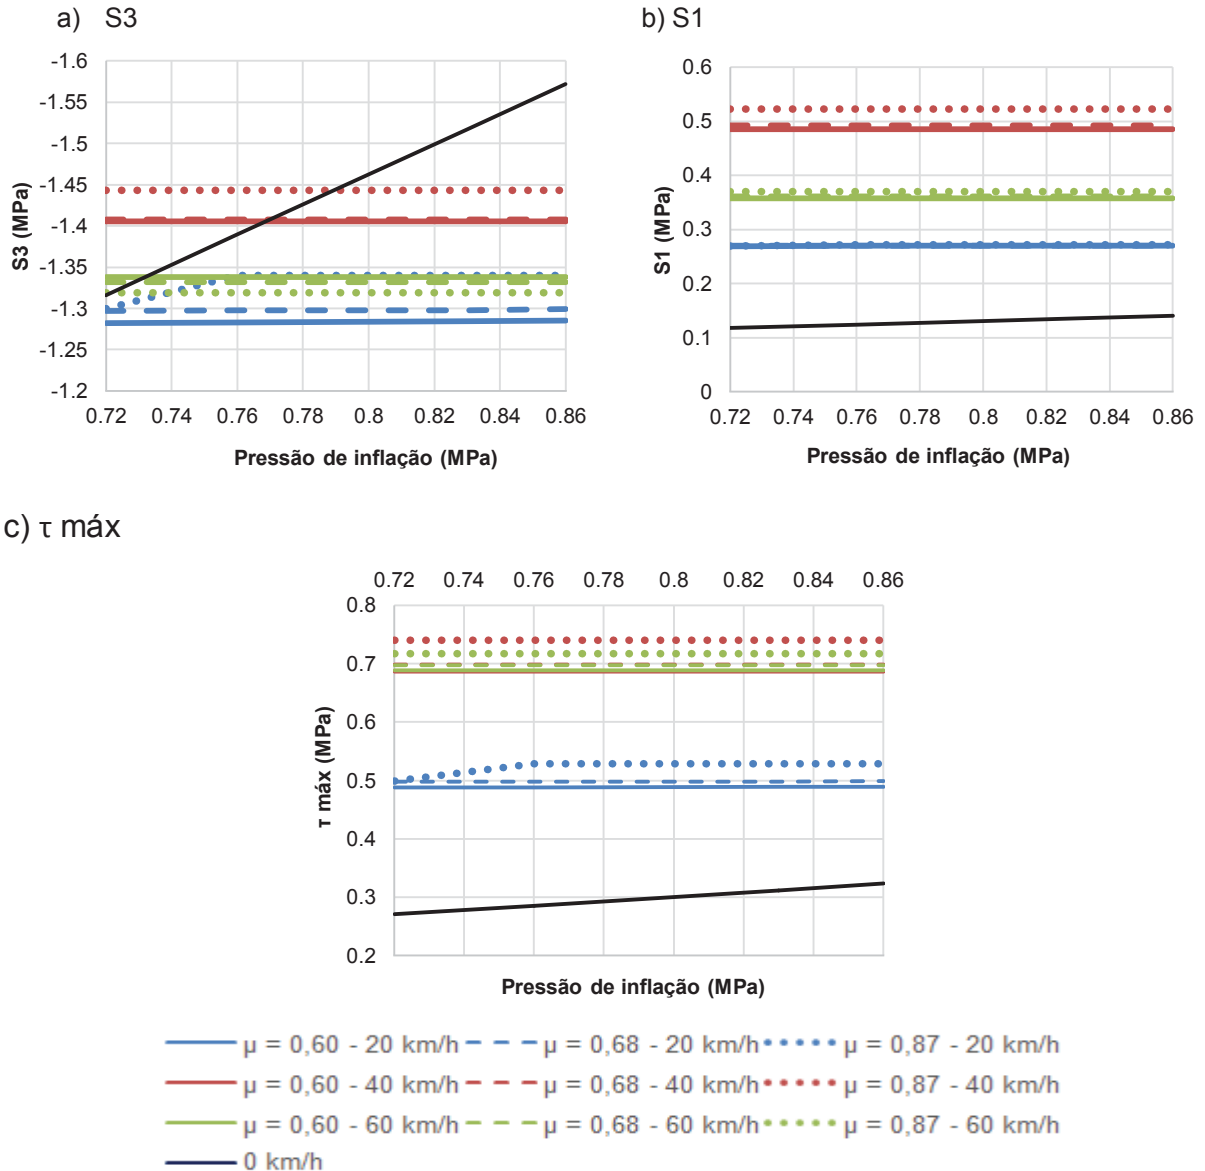 a) S3
-1.6
-1.55
-1.5
-1.45
-1.4
-1.35
-1.3
-1.25
-1.2
S3 (MPa)
0.72 0.74 0.76 0.78 0.8 0.82 0.84 0.86
Pressão de inflação (MPa)
b) S1
0.6
0.5
0.4
0.3
0.2
0.1
0
S1 (MPa)
0.72 0.74 0.76 0.78 0.8 0.82 0.84 0.86
Pressão de inflação (MPa)
c) τ máx
0.72 0.74 0.76 0.78 0.8 0.82 0.84 0.86
0.8
0.7
0.6
0.5
0.4
0.3
0.2
τ máx (MPa)
Pressão de inflação (MPa)
μ = 0,60 - 20 km/h μ = 0,68 - 20 km/h μ = 0,87 - 20 km/h
μ = 0,60 - 40 km/h μ = 0,68 - 40 km/h μ = 0,87 - 40 km/h
μ = 0,60 - 60 km/h μ = 0,68 - 60 km/h μ = 0,87 - 60 km/h
0 km/h